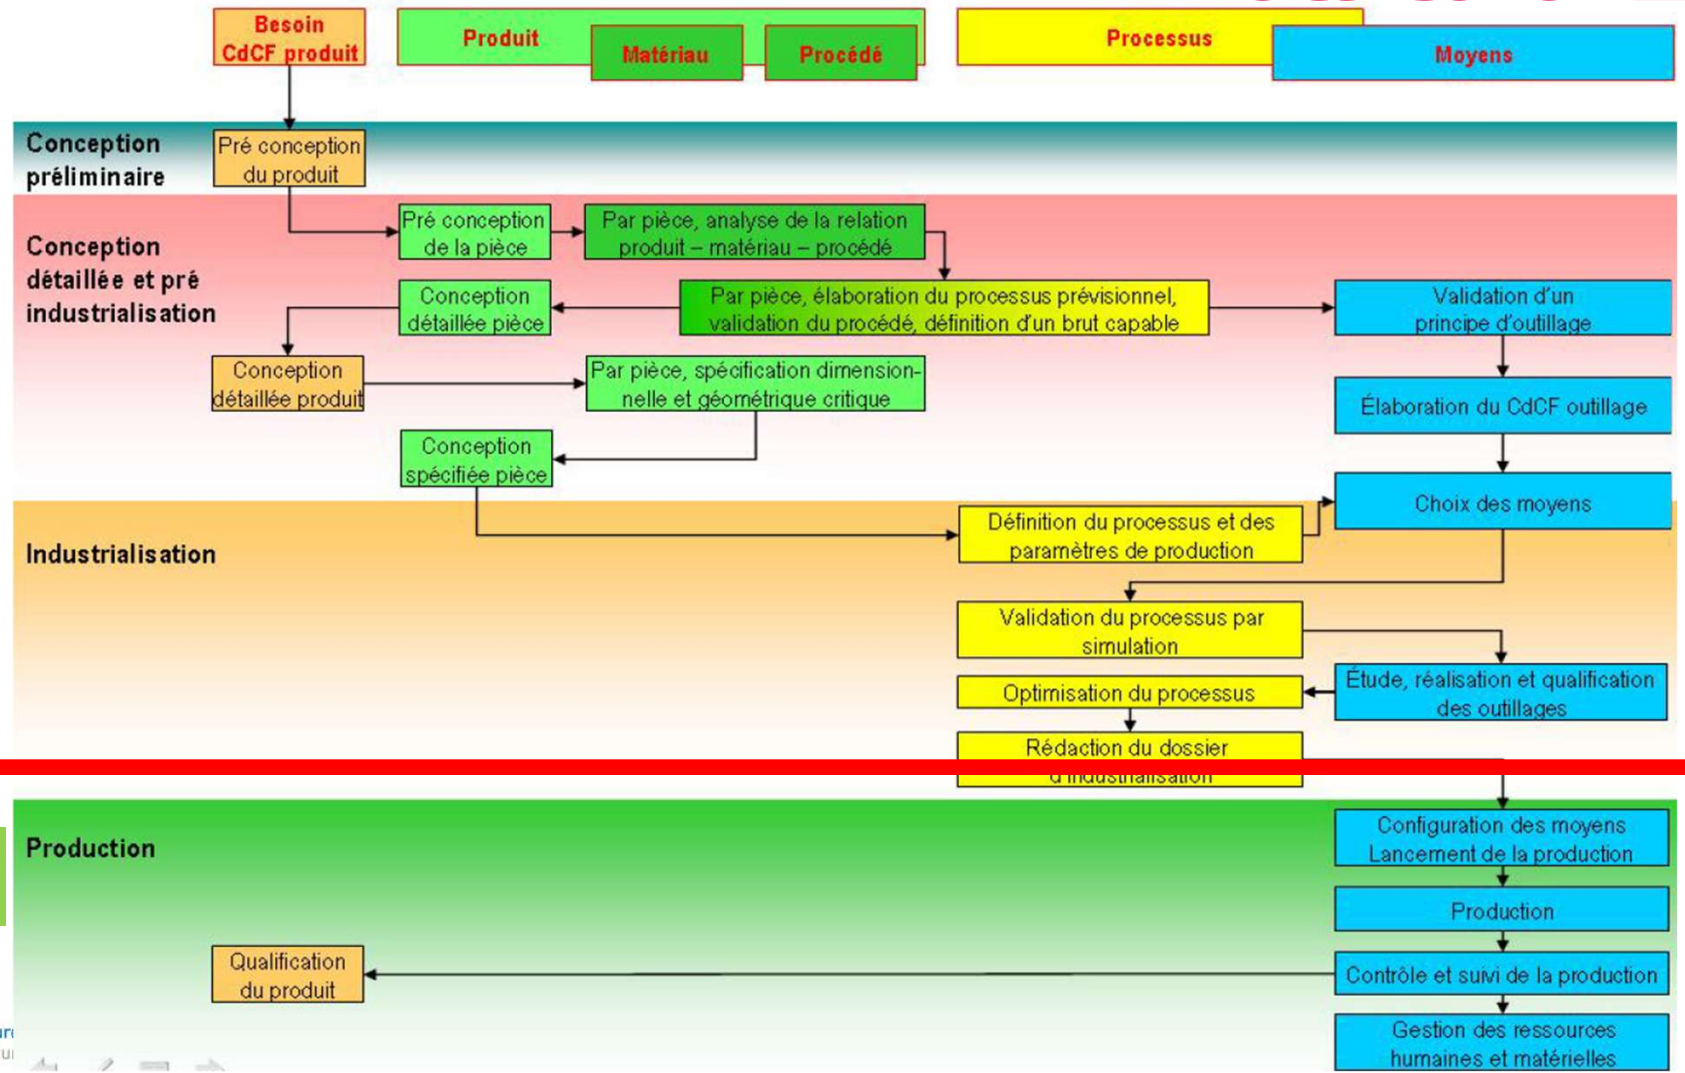 Besoin
CdCF produit
Produit
Matériau
Procédé
Processus
Moyens
Conception
préliminaire
Pré conception
du produit
Conception
détaillée et pré
industrialisation
Pré conception
de la pièce
Par pièce, analyse de la relation
produit – matériau – procédé
Conception
détaillée pièce
Par pièce, élaboration du processus prévisionnel,
validation du procédé, définition d'un brut capable
Validation d'un
principe d'outillage
Conception
détaillée produit
Par pièce, spécification dimension-
nelle et géométrique critique
Élaboration du CdCF outillage
Conception
spécifiée pièce
Choix des moyens
Industrialisation
Définition du processus et des
paramètres de production
Validation du processus par
simulation
Étude, réalisation et qualification
des outillages
Optimisation du processus
Rédaction du dossier
d'industrialisation
Production
Configuration des moyens
Lancement de la production
Production
Qualification
du produit
Contrôle et suivi de la production
Gestion des ressources
humaines et matérielles